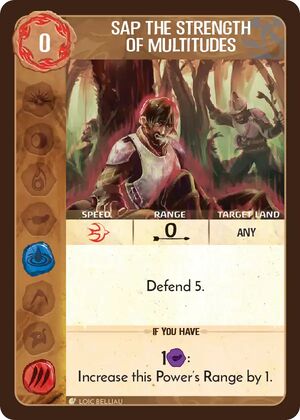 0
SAP THE STRENGTH
OF MULTITUDES
SPEED RANGE TARGET LAND
0 ANY
Defend 5.
IF YOU HAVE
1 :
Increase this Power's Range by 1.
LOIC BELLIAU